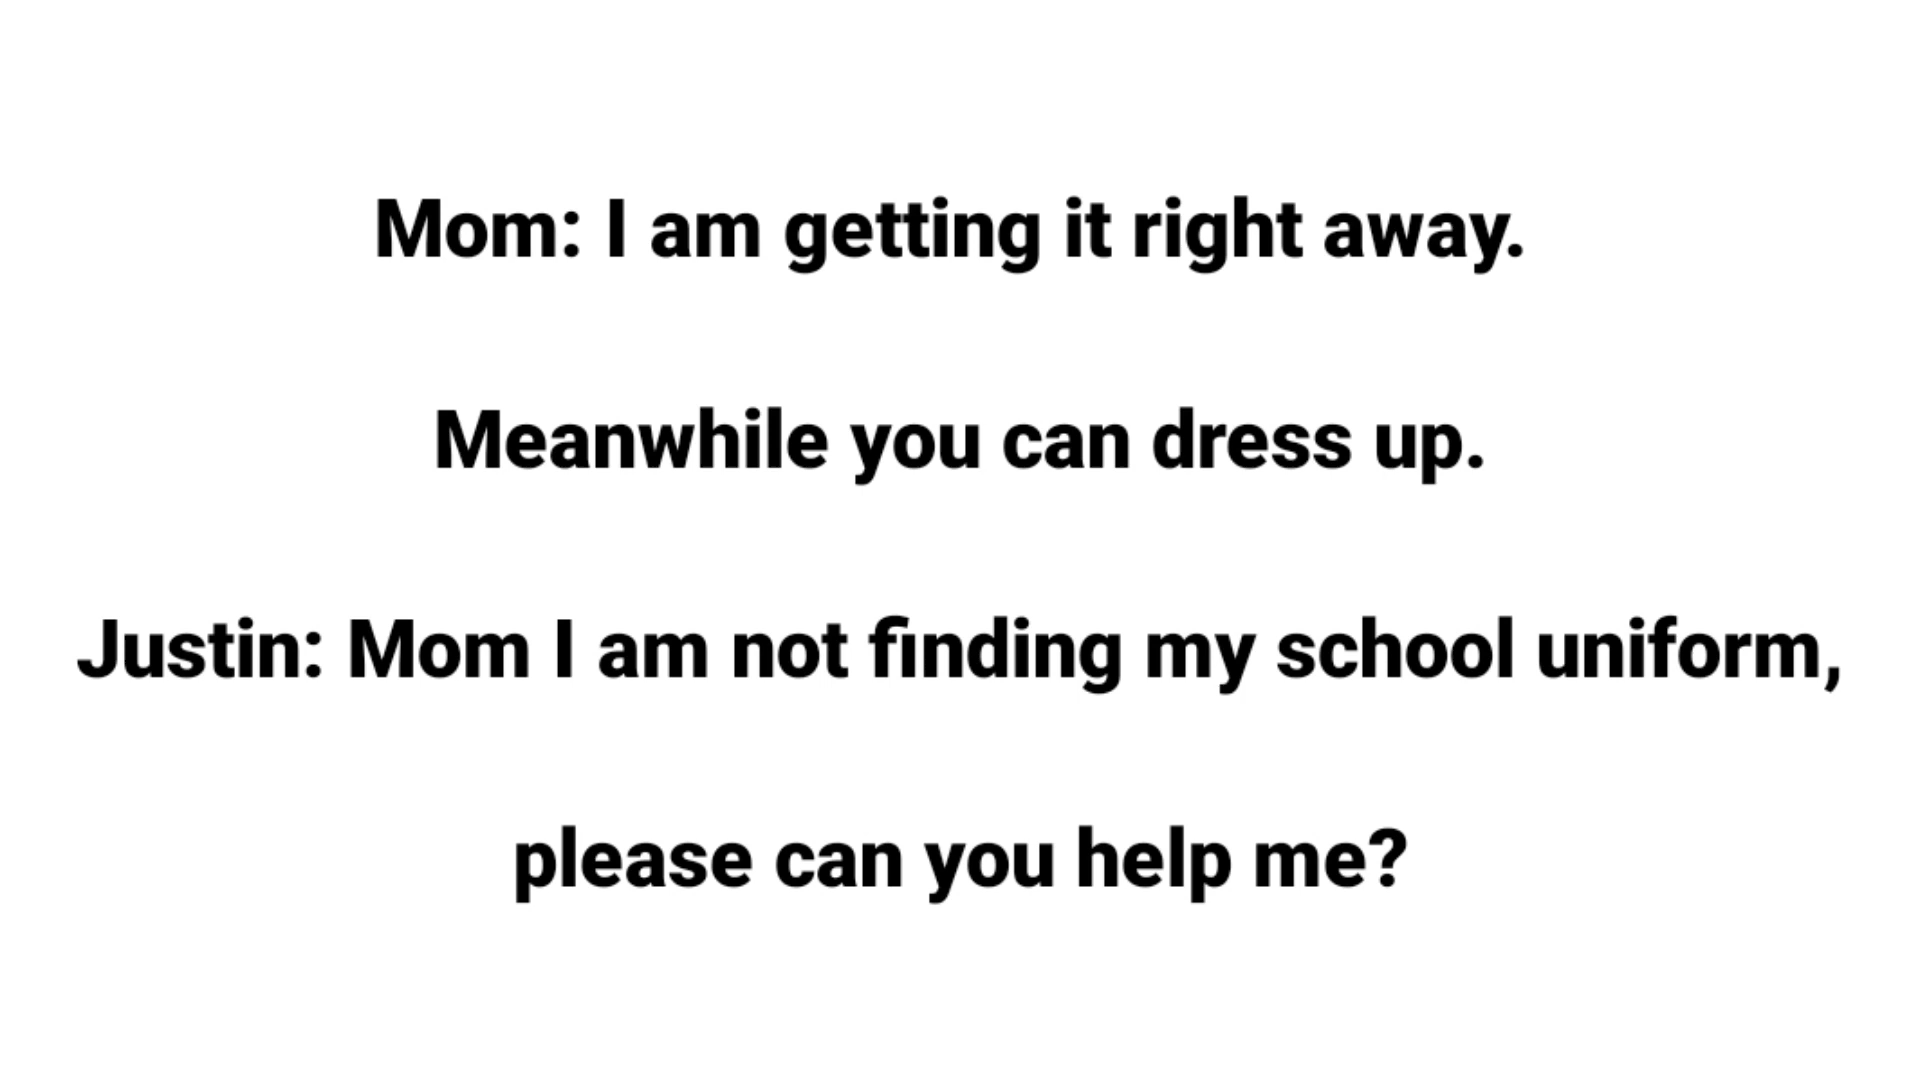 Mom: I am getting it right away.
Meanwhile you can dress up.
Justin: Mom I am not finding my school uniform,
please can you help me?